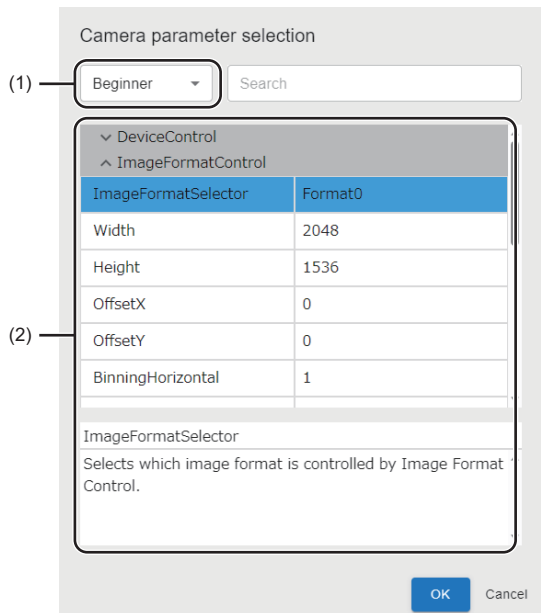 Camera parameter selection
(1) Beginner Search
DeviceControl
ImageFormatControl
ImageFormatSelector Format0
Width 2048
Height 1536
OffsetX 0
(2)
OffsetY 0
BinningHorizontal 1
ImageFormatSelector
Selects which image format is controlled by Image Format
Control.
OK Cancel